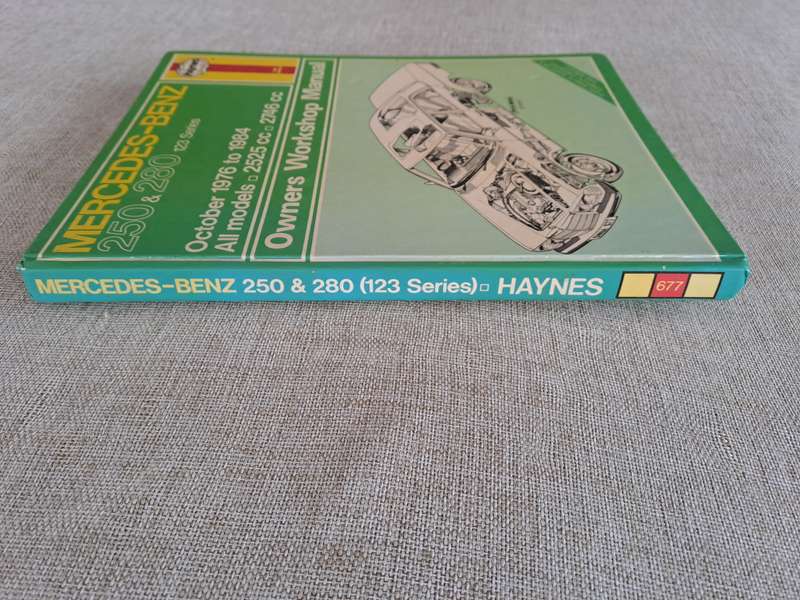 MERCEDES-BENZ
250 & 280 123 Series
October 1976 to 1984
All models □ 2525 cc □ 2746 cc
Owners Workshop Manual
MERCEDES-BENZ 250 & 280 (123 Series) □ HAYNES 677